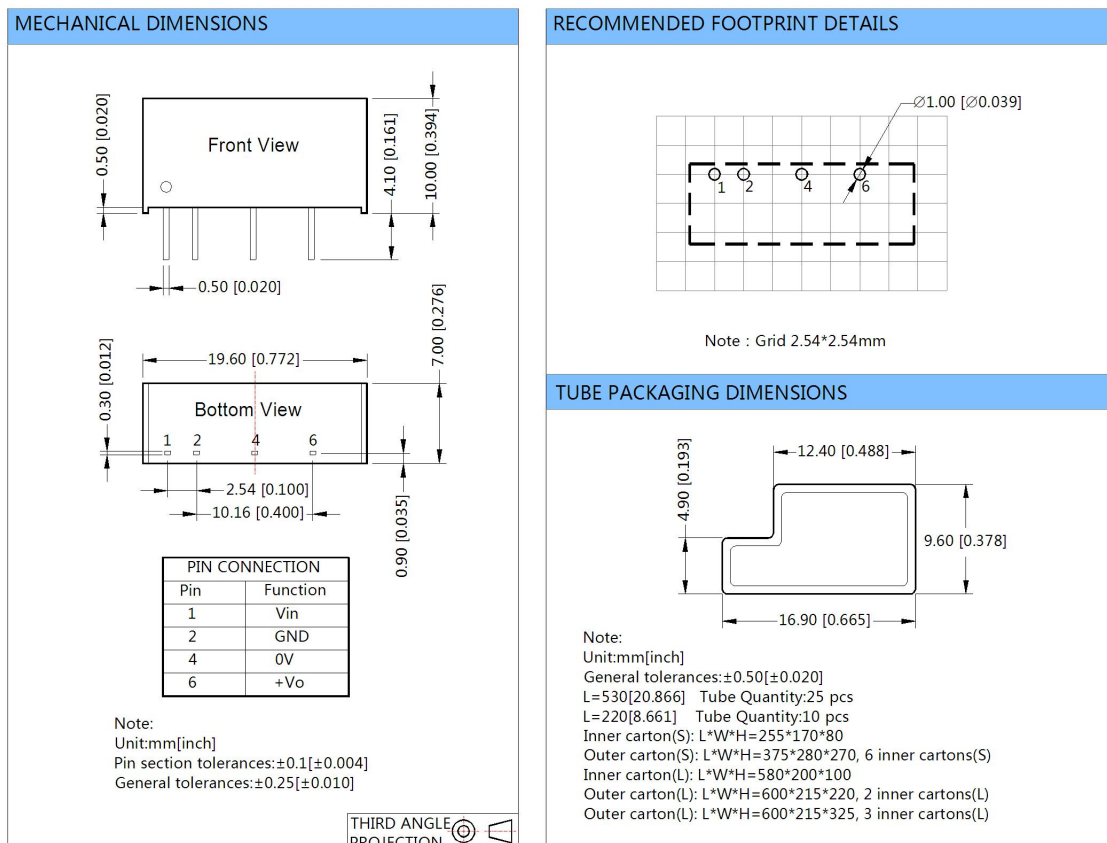 MECHANICAL DIMENSIONS
0.50 [0.020]
Front View
4.10 [0.161]
10.00 [0.394]
0.50 [0.020]
0.30 [0.012]
19.60 [0.772]
7.00 [0.276]
Bottom View
1 2 4 6
2.54 [0.100]
10.16 [0.400]
0.90 [0.035]
PIN CONNECTION
Pin Function
1 Vin
2 GND
4 0V
6 +Vo
Note:
Unit:mm[inch]
Pin section tolerances:±0.1[±0.004]
General tolerances:±0.25[±0.010]
THIRD ANGLE
PROJECTION
RECOMMENDED FOOTPRINT DETAILS
∅1.00 [∅0.039]
1 2 4 6
Note : Grid 2.54*2.54mm
TUBE PACKAGING DIMENSIONS
4.90 [0.193]
12.40 [0.488]
9.60 [0.378]
16.90 [0.665]
Note:
Unit:mm[inch]
General tolerances:±0.50[±0.020]
L=530[20.866] Tube Quantity:25 pcs
L=220[8.661] Tube Quantity:10 pcs
Inner carton(S): L*W*H=255*170*80
Outer carton(S): L*W*H=375*280*270, 6 inner cartons(S)
Inner carton(L): L*W*H=580*200*100
Outer carton(L): L*W*H=600*215*220, 2 inner cartons(L)
Outer carton(L): L*W*H=600*215*325, 3 inner cartons(L)